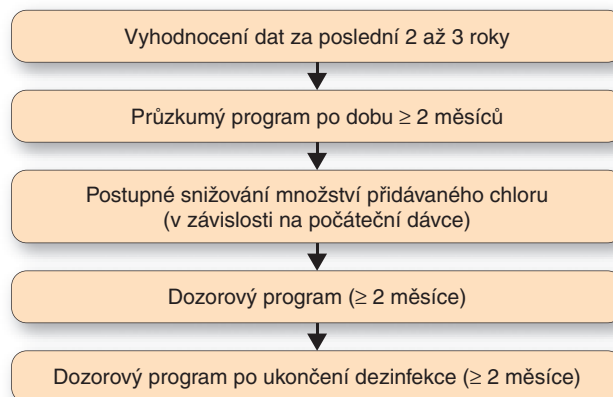 Vyhodnocení dat za poslední 2 až 3 roky
Průzkumý program po dobu ≥ 2 měsíců
Postupné snižování množství přidávaného chloru
(v závislosti na počáteční dávce)
Dozorový program (≥ 2 měsíce)
Dozorový program po ukončení dezinfekce (≥ 2 měsíce)